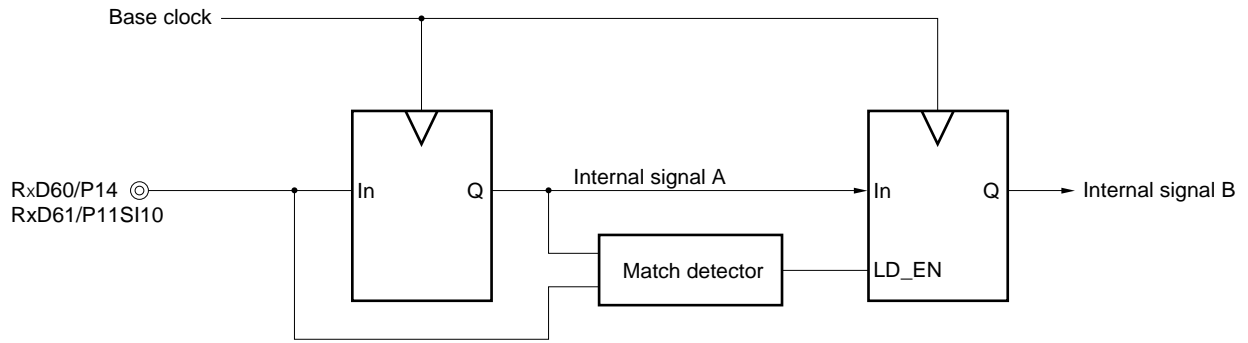 Base clock
RxD60/P14
RxD61/P11SI10
In
Q
Internal signal A
In
Q
Internal signal B
Match detector
LD_EN